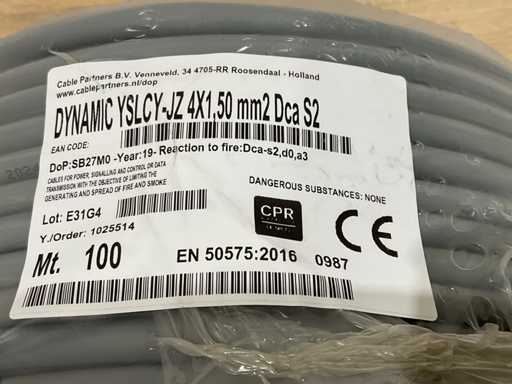 Cable Partners B.V. Venneveld, 34 4705-RR Roosendaal - Holland
www.cablepartners.nl/dop
DYNAMIC YSLCY-JZ 4X1,50 mm2 Dca S2
EAN CODE:
DoP:SB27M0 -Year:19- Reaction to fire:Dca-s2,d0,a3
CABLES FOR POWER, SIGNALLING AND CONTROL OR DATA
TRANSMISSION WITH THE OBJECTIVE OF LIMITING THE
GENERATING AND SPREAD OF FIRE AND SMOKE
DANGEROUS SUBSTANCES: NONE
Lot: E31G4
CPR
CE
Y./Order: 1025514
Mt. 100
EN 50575:2016 0987